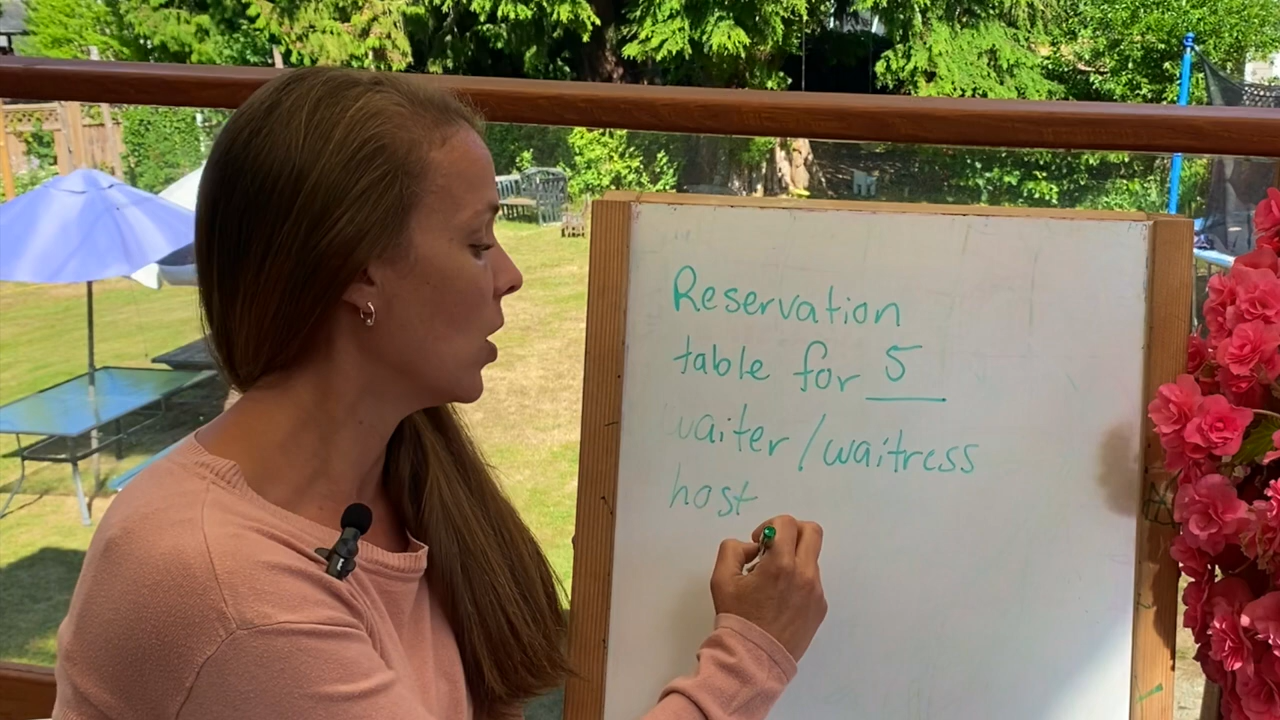 Reservation
table for 5
waiter / waitress
host